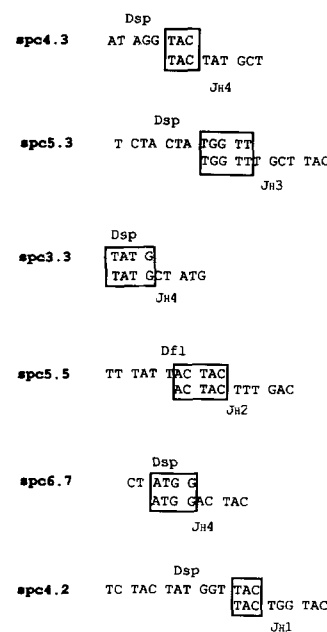 Dsp
spc4.3 AT AGG TAC
TAC TAT GCT
JH4
Dsp
spc5.3 T CTA CTA TGG TT
TGG TTT GCT TAC
JH3
Dsp
spc3.3 TAT G
TAT GCT ATG
JH4
Dfl
spc5.5 TT TAT TAC TAC
AC TAC TTT GAC
JH2
Dsp
spc6.7 CT ATG G
ATG GAC TAC
JH4
Dsp
spc4.2 TC TAC TAT GGT TAC
TAC TGG TAC
JH1